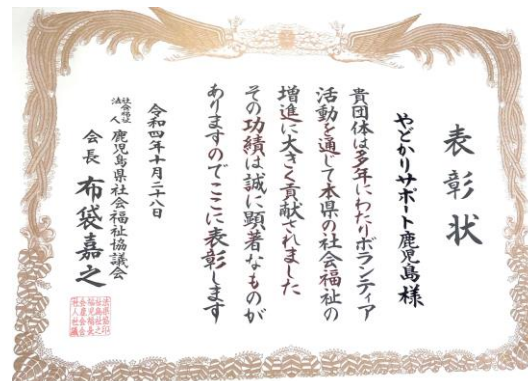 表彰状
やどかりサポート鹿児島様
貴団体は多年にわたりボランティア
活動を通じて本県の社会福祉の
増進に大きく貢献されました
その功績は誠に顕著なものが
ありますのでここに表彰します
令和四年十月二十八日
社会福祉法人 鹿児島県社会福祉協議会
会長 布袋嘉之